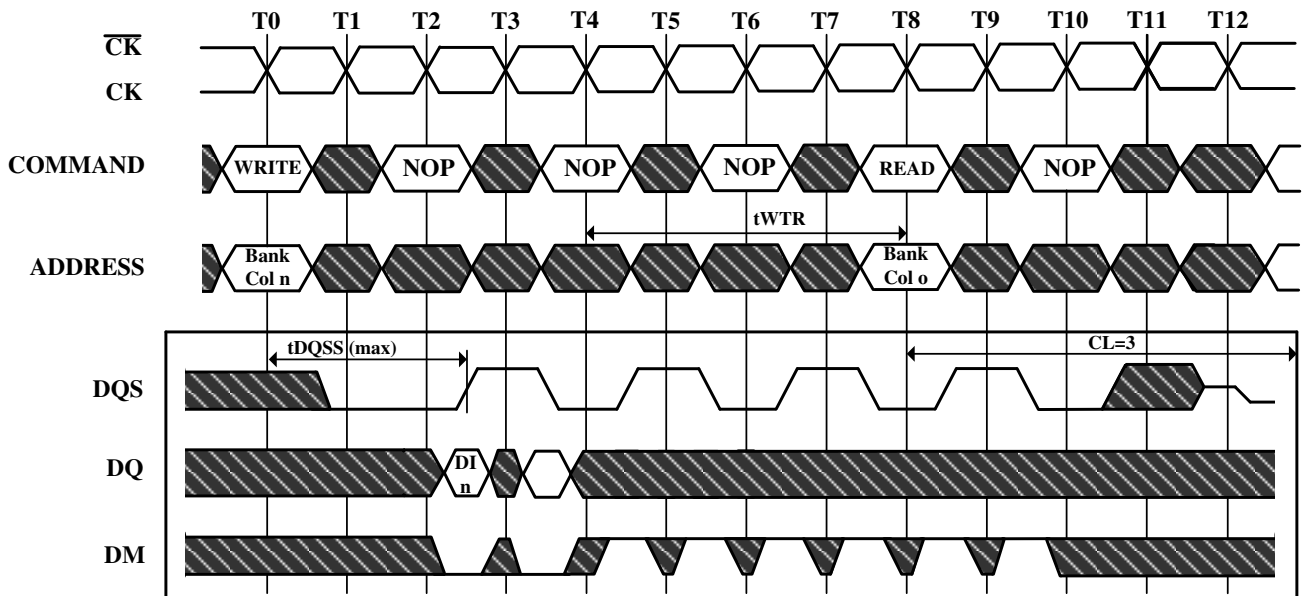 T0 T1 T2 T3 T4 T5 T6 T7 T8 T9 T10 T11 T12
CK
CK
COMMAND
WRITE NOP NOP NOP READ NOP
tWTR
ADDRESS
Bank
Col n
Bank
Col o
tDQSS (max)
CL=3
DQS
DQ
DI
n
DM